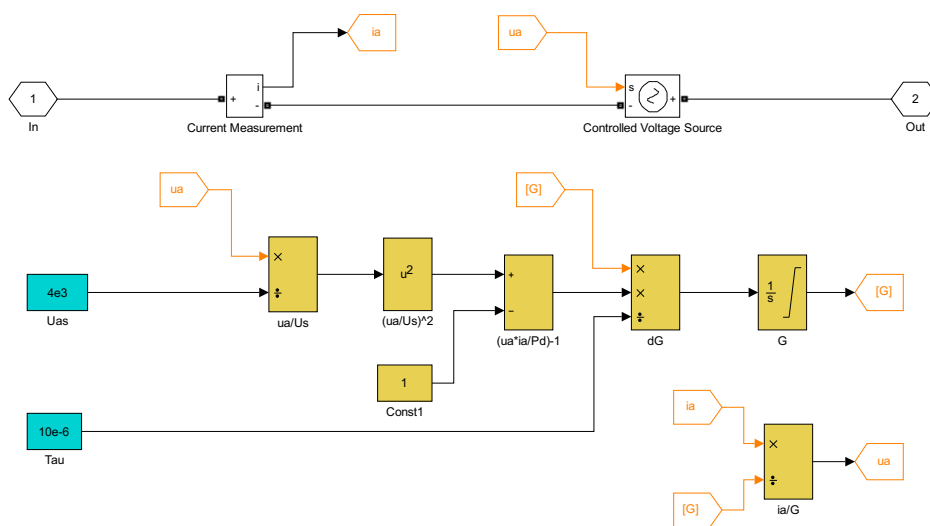 ia
ua
1
+
i
-
s
-
+
2
In
Current Measurement
Controlled Voltage Source
Out
ua
[G]
×
÷
u²
+
−
×
×
÷
1
s
[G]
4e3
Uas
ua/Us
(ua/Us)^2
(ua*ia/Pd)-1
dG
G
1
Const1
10e-6
Tau
ia
×
÷
ua
[G]
ia/G